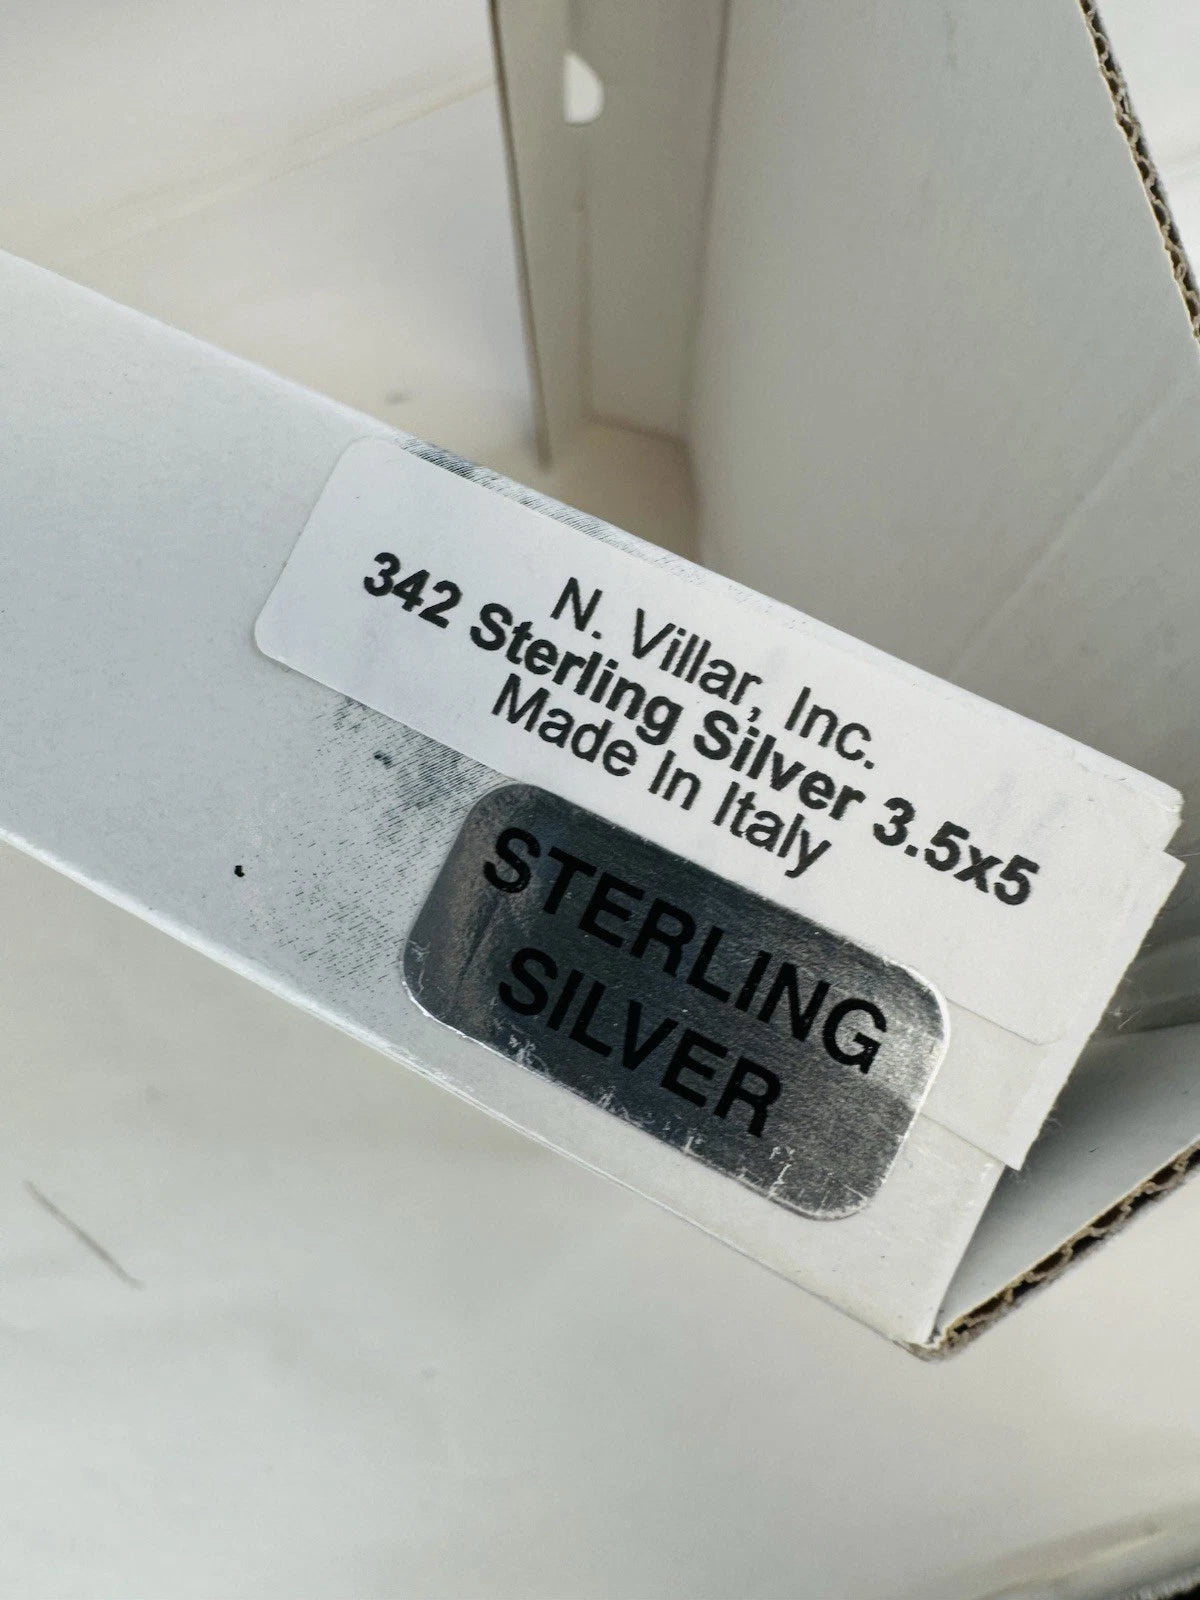 N. Villar, Inc.
342 Sterling Silver 3.5x5
Made In Italy
STERLING
SILVER